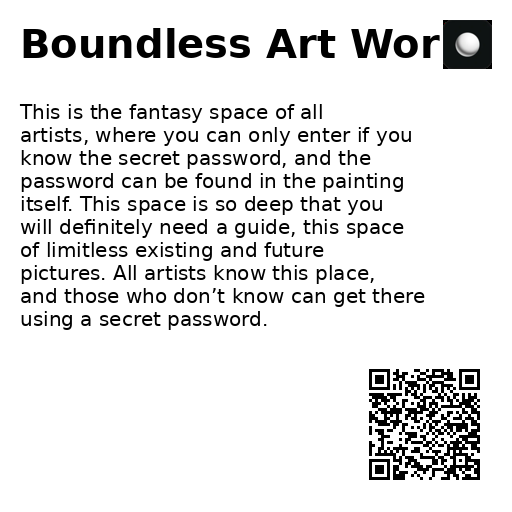 Boundless Art Wor
This is the fantasy space of all
artists, where you can only enter if you
know the secret password, and the
password can be found in the painting
itself. This space is so deep that you
will definitely need a guide, this space
of limitless existing and future
pictures. All artists know this place,
and those who don’t know can get there
using a secret password.